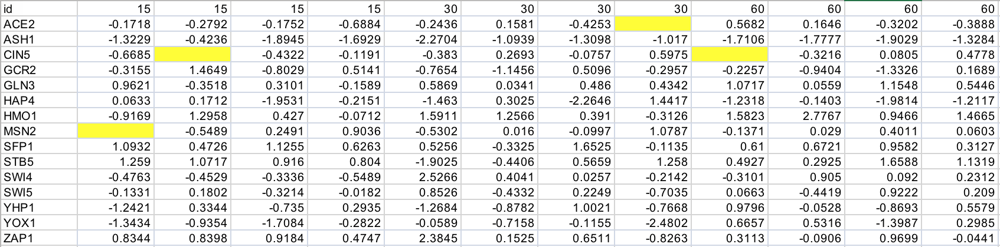 id 15 15 15 15 30 30 30 30 60 60 60 60
ACE2 -0.1718 -0.2792 -0.1752 -0.6884 -0.2436 0.1581 -0.4253 0.5682 0.1646 -0.3202 -0.3888
ASH1 -1.3229 -0.4236 -1.8945 -1.6929 -2.2704 -1.0939 -1.3098 -1.017 -1.7106 -1.7777 -1.9029 -1.3284
CIN5 -0.6685 -0.4322 -0.1191 -0.383 0.2693 -0.0757 0.5975 -0.3216 0.0805 0.4778
GCR2 -0.3155 1.4649 -0.8029 0.5141 -0.7654 -1.1456 0.5096 -0.2957 -0.2257 -0.9404 -1.3326 0.1689
GLN3 0.9621 -0.3518 0.3101 -0.1589 0.5869 0.0341 0.486 0.4342 1.0717 0.0559 1.1548 0.5446
HAP4 0.0633 0.1712 -1.9531 -0.2151 -1.463 0.3025 -2.2646 1.4417 -1.2318 -0.1403 -1.9814 -1.2117
HMO1 -0.9169 1.2958 0.427 -0.0712 1.5911 1.2566 0.391 -0.3126 1.5823 2.7767 0.9466 1.4665
MSN2 -0.5489 0.2491 0.9036 -0.5302 0.016 -0.0997 1.0787 -0.1371 0.029 0.4011 0.0603
SFP1 1.0932 0.4726 1.1255 0.6263 0.5256 -0.3325 1.6525 -0.1135 0.61 0.6721 0.9582 0.3127
STB5 1.259 1.0717 0.916 0.804 -1.9025 -0.4406 0.5659 1.258 0.4927 0.2925 1.6588 1.1319
SWI4 -0.4763 -0.4529 -0.3336 -0.5489 2.5266 0.4041 0.0257 -0.2142 -0.3101 0.905 0.092 0.2312
SWI5 -0.1331 0.1802 -0.3214 -0.0182 0.8526 -0.4332 0.2249 -0.7035 0.0663 -0.4419 0.9222 0.209
YHP1 -1.2421 0.3344 -0.735 0.2935 -1.2684 -0.8782 1.0021 -0.7668 0.9796 -0.0528 -0.8693 0.5579
YOX1 -1.3434 -0.9354 -1.7084 -0.2822 -0.0589 -0.7158 -0.1155 -2.4802 0.6657 0.5316 -1.3987 0.2985
ZAP1 0.8344 0.8398 0.9184 0.4747 2.3845 0.1525 0.6511 -0.8263 0.3113 -0.0906 0.9699 -0.0441